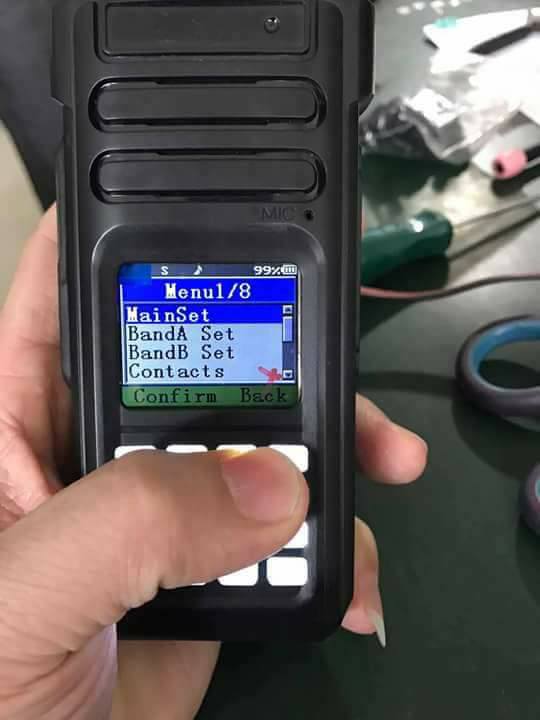 MIC
S 99%
Menu1/8
MainSet
BandA Set
BandB Set
Contacts
Confirm Back